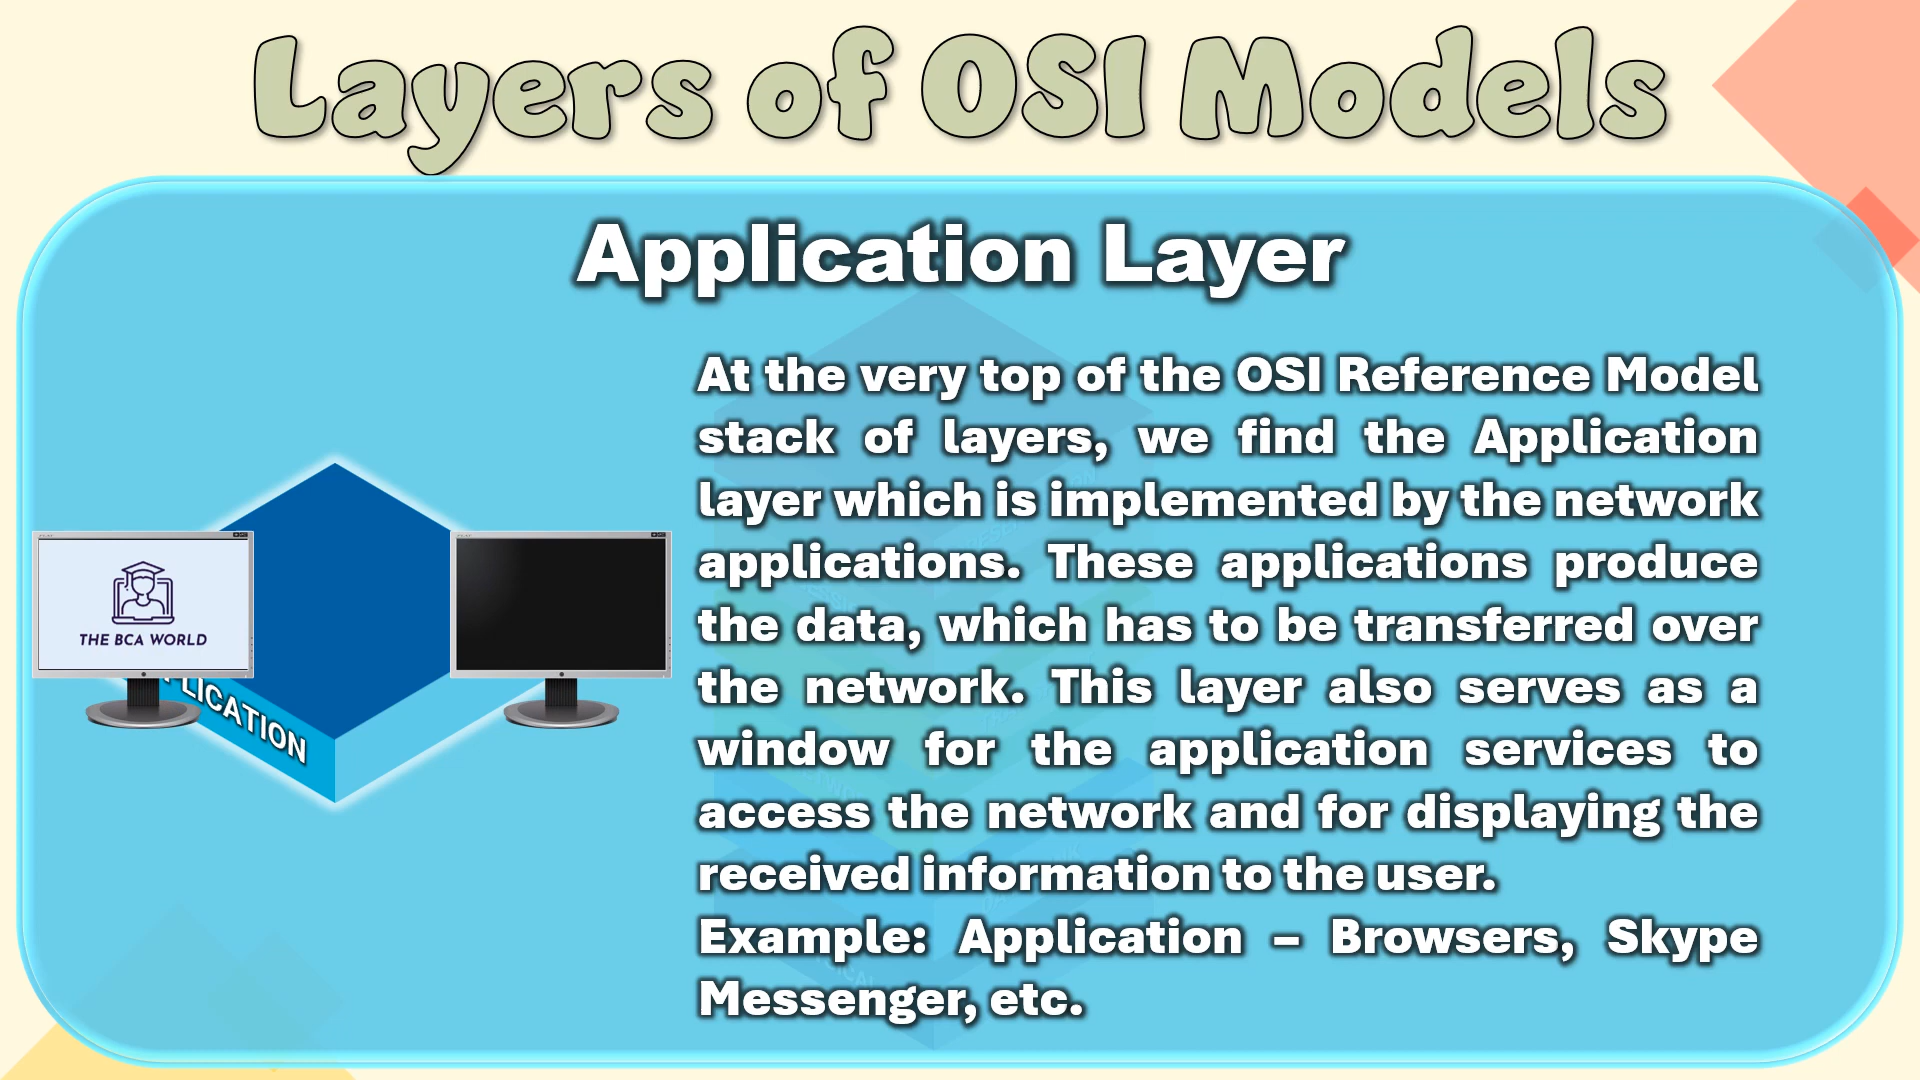 Layers of OSI Models
Application Layer
At the very top of the OSI Reference Model
stack of layers, we find the Application
layer which is implemented by the network
applications. These applications produce
the data, which has to be transferred over
the network. This layer also serves as a
window for the application services to
access the network and for displaying the
received information to the user.
Example: Application – Browsers, Skype
Messenger, etc.
THE BCA WORLD
PLICATION